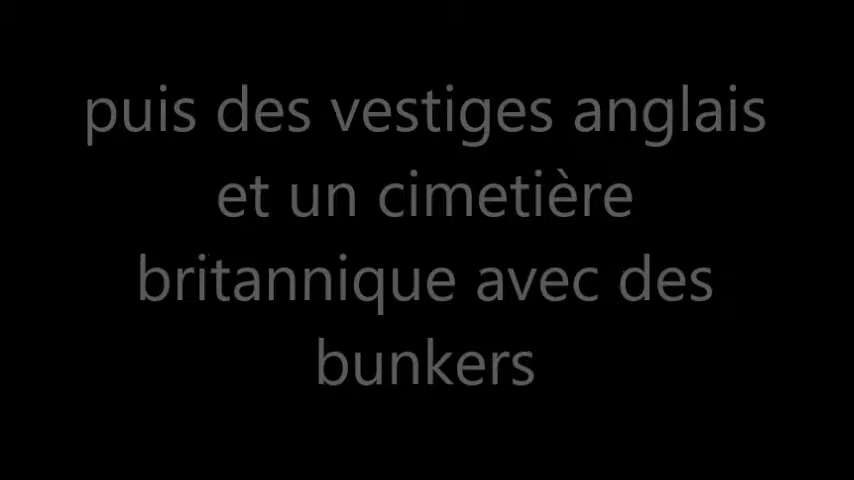 puis des vestiges anglais
et un cimetière
britannique avec des
bunkers